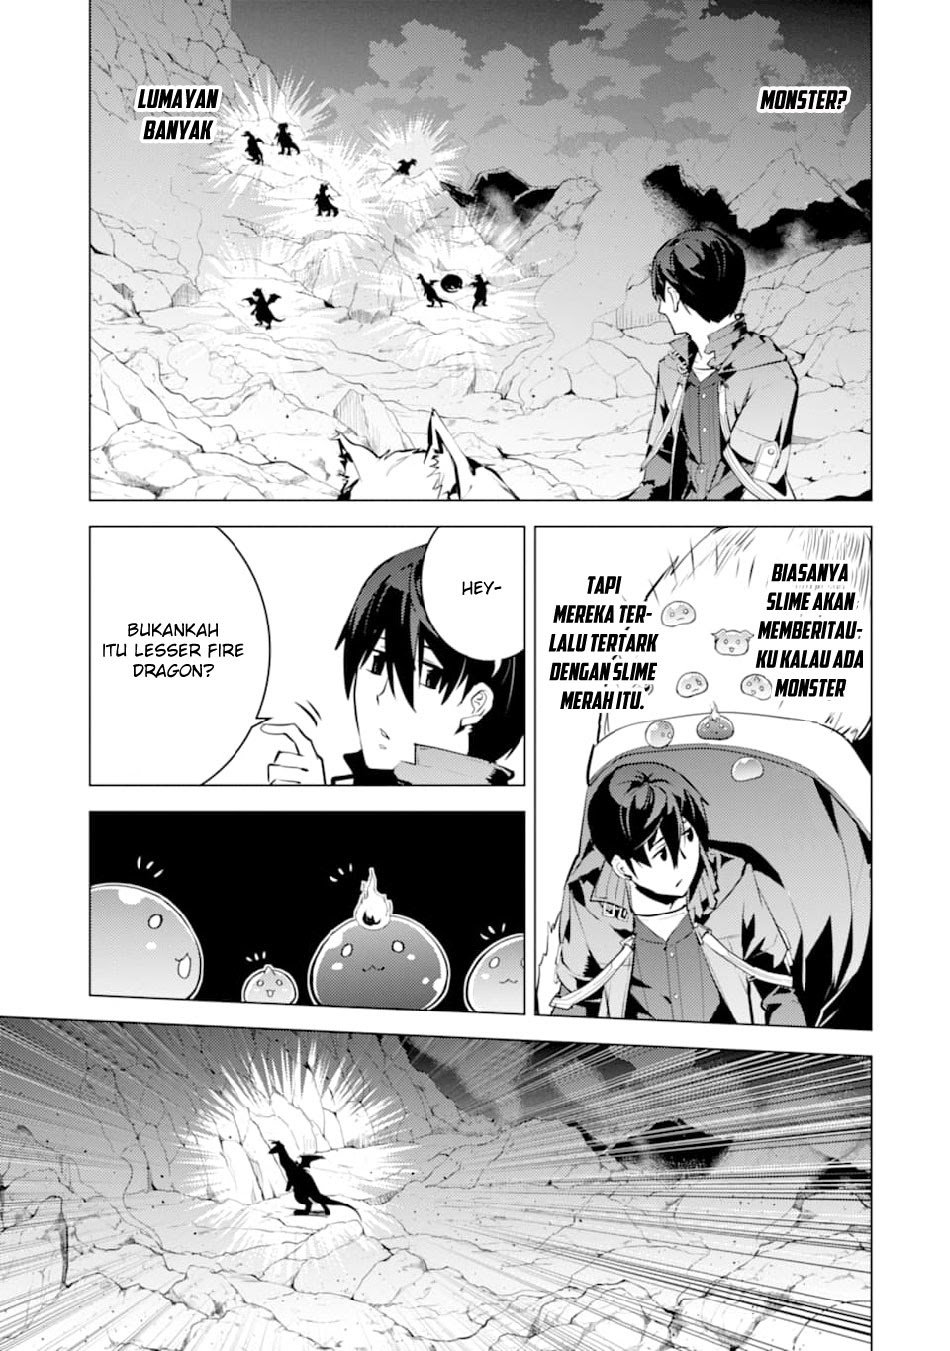 MONSTER?
LUMAYAN
BANYAK
BIASANYA
SLIME AKAN
MEMBERITAU-
KU KALAU ADA
MONSTER
TAPI
MEREKA TER-
LALU TERTARK
DENGAN SLIME
MERAH ITU.
HEY-
BUKANKAH
ITU LESSER FIRE
DRAGON?